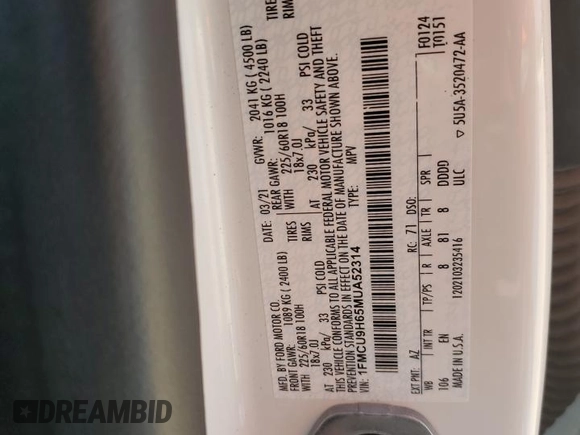 MFD. BY FORD MOTOR CO.
DATE: 03/21 GVWR: 2041 KG ( 4500 LB)
FRONT GAWR: 1089 KG ( 2400 LB) REAR GAWR: 1016 KG ( 2240 LB)
WITH 225/60R18 100H TIRES WITH 225/60R18 100H TIRES
18x7.0J RIMS 18x7.0J RIMS
AT 230 kPa/ 33 PSI COLD AT 230 kPa/ 33 PSI COLD
THIS VEHICLE CONFORMS TO ALL APPLICABLE FEDERAL MOTOR VEHICLE SAFETY AND THEFT
PREVENTION STANDARDS IN EFFECT ON THE DATE OF MANUFACTURE SHOWN ABOVE.
VIN: 1FMCU9H65MUA52314 TYPE: MPV
F0124
T0151
EXT PNT: AZ RC: 71 DSO:
WB INT TR TP/PS R AXLE TR SPR
106 EN 8 81 8 DDDD
MADE IN U.S.A. 1202103235416 ULC
▽ 5U5A-3520472-AA
DREAMBID